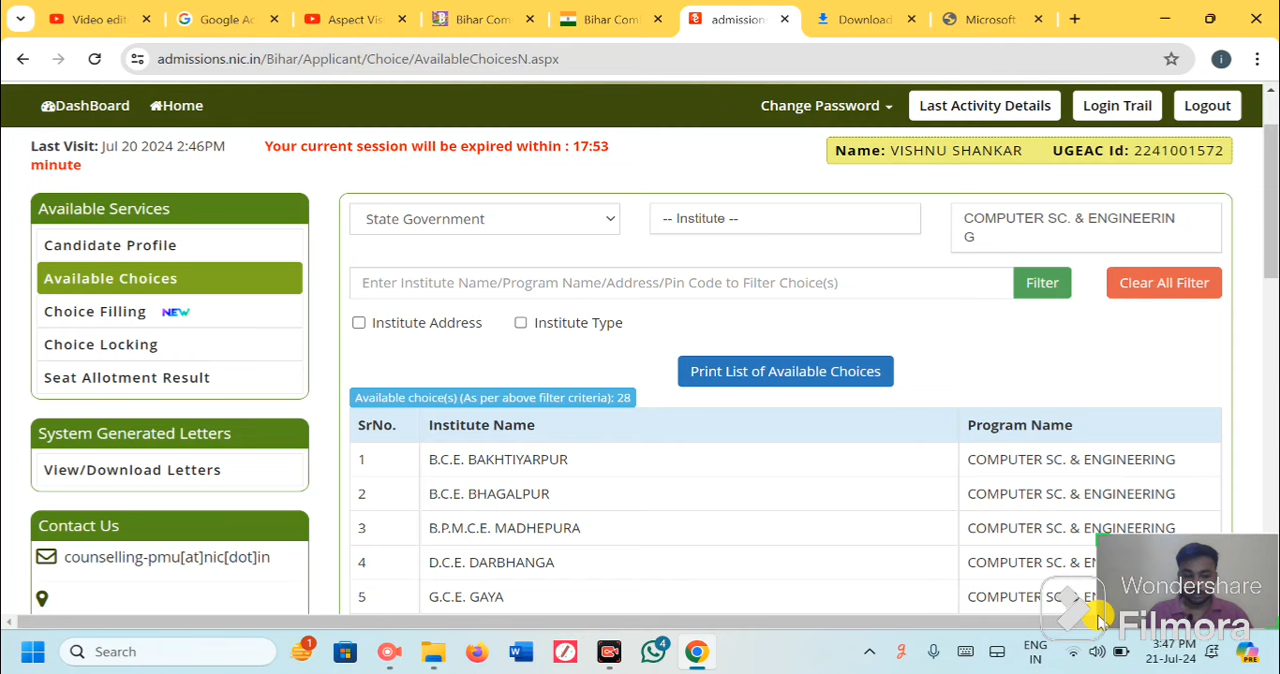 Video edit
Google Ac
Aspect Vis
Bihar Com
Bihar Com
admission
Download
Microsoft
admissions.nic.in/Bihar/Applicant/Choice/AvailableChoicesN.aspx
DashBoard Home Change Password Last Activity Details Login Trail Logout
Last Visit: Jul 20 2024 2:46PM Your current session will be expired within : 17:53
minute
Name: VISHNU SHANKAR UGEAC Id: 2241001572
Available Services
Candidate Profile
Available Choices
Choice Filling NEW
Choice Locking
Seat Allotment Result
System Generated Letters
View/Download Letters
Contact Us
counselling-pmu[at]nic[dot]in
State Government
-- Institute --
COMPUTER SC. & ENGINEERIN
G
Enter Institute Name/Program Name/Address/Pin Code to Filter Choice(s) Filter Clear All Filter
Institute Address Institute Type
Print List of Available Choices
Available choice(s) (As per above filter criteria): 28
SrNo. Institute Name Program Name
1 B.C.E. BAKHTIYARPUR COMPUTER SC. & ENGINEERING
2 B.C.E. BHAGALPUR COMPUTER SC. & ENGINEERING
3 B.P.M.C.E. MADHEPURA COMPUTER SC. & ENGINEERING
4 D.C.E. DARBHANGA COMPUTER SC. & E
5 G.C.E. GAYA COMPUTER SC. &
Wondershare
Filmora
Search
1
4
ENG
IN
3:47 PM
21-Jul-24
PRE